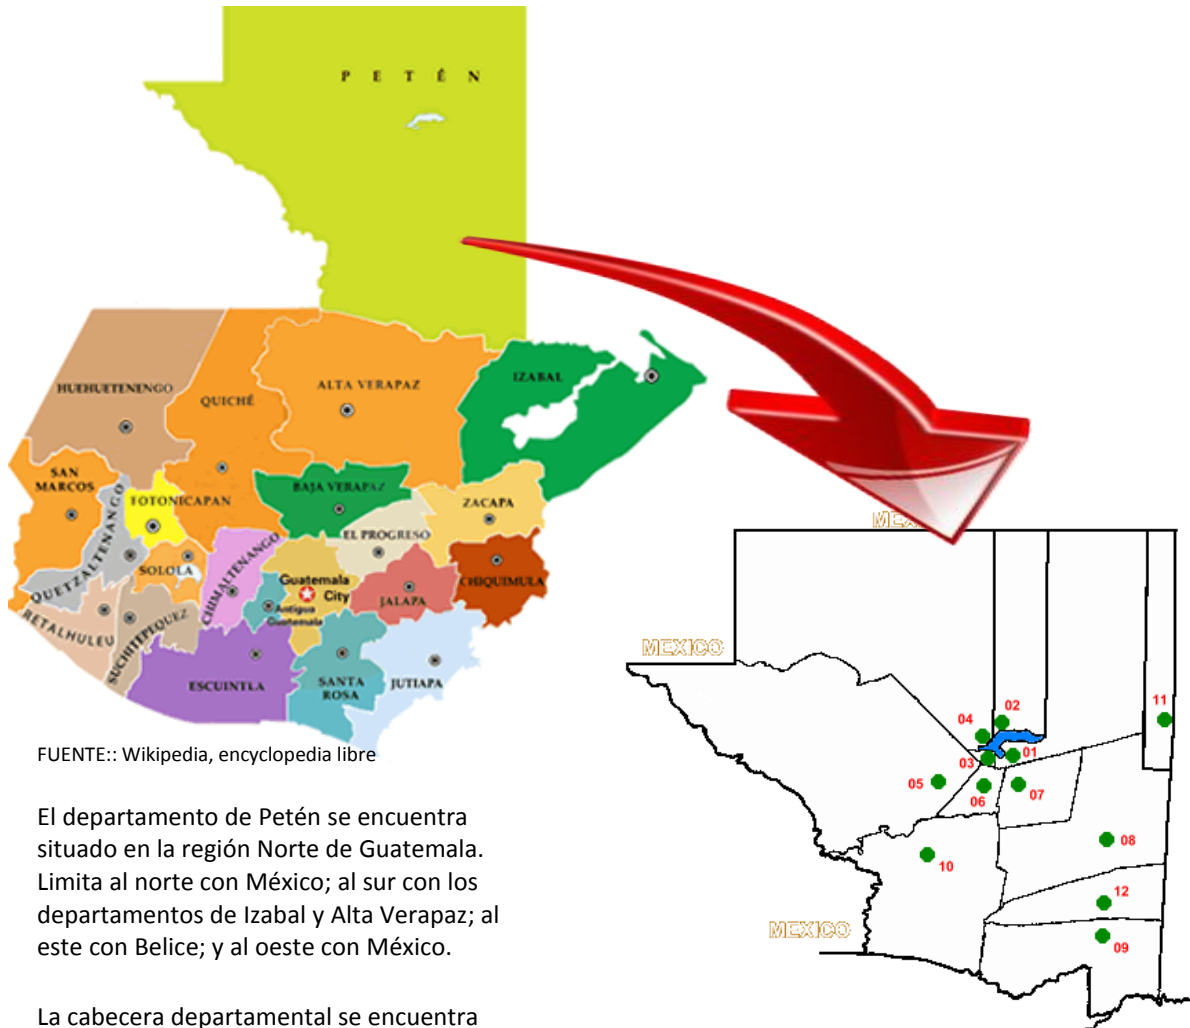 P E T É N
HUEHUETENENGO
QUICHÉ
ALTA VERAPAZ
IZABAL
SAN
MARCOS
TOTONICAPAN
BAJA VERAPAZ
ZACAPA
QUETZALTENANGO
SOLOLA
CHIMALTENANGO
EL PROGRESO
CHIQUIMULA
Guatemala
City
JALAPA
Antigua
Guatemala
RETALHULEU
SUCHITEPEQUEZ
ESCUINTLA
SANTA
ROSA
JUTIAPA
FUENTE:: Wikipedia, encyclopedia libre
El departamento de Petén se encuentra
situado en la región Norte de Guatemala.
Limita al norte con México; al sur con los
departamentos de Izabal y Alta Verapaz; al
este con Belice; y al oeste con México.
La cabecera departamental se encuentra
MEXICO
MEXICO
02
11
04
01
03
05
06
07
08
10
12
MEXICO
09